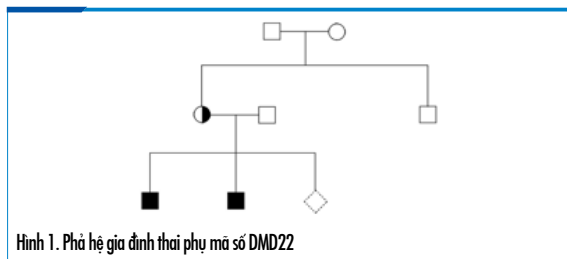 Hình 1. Phả hệ gia đình thai phụ mã số DMD22